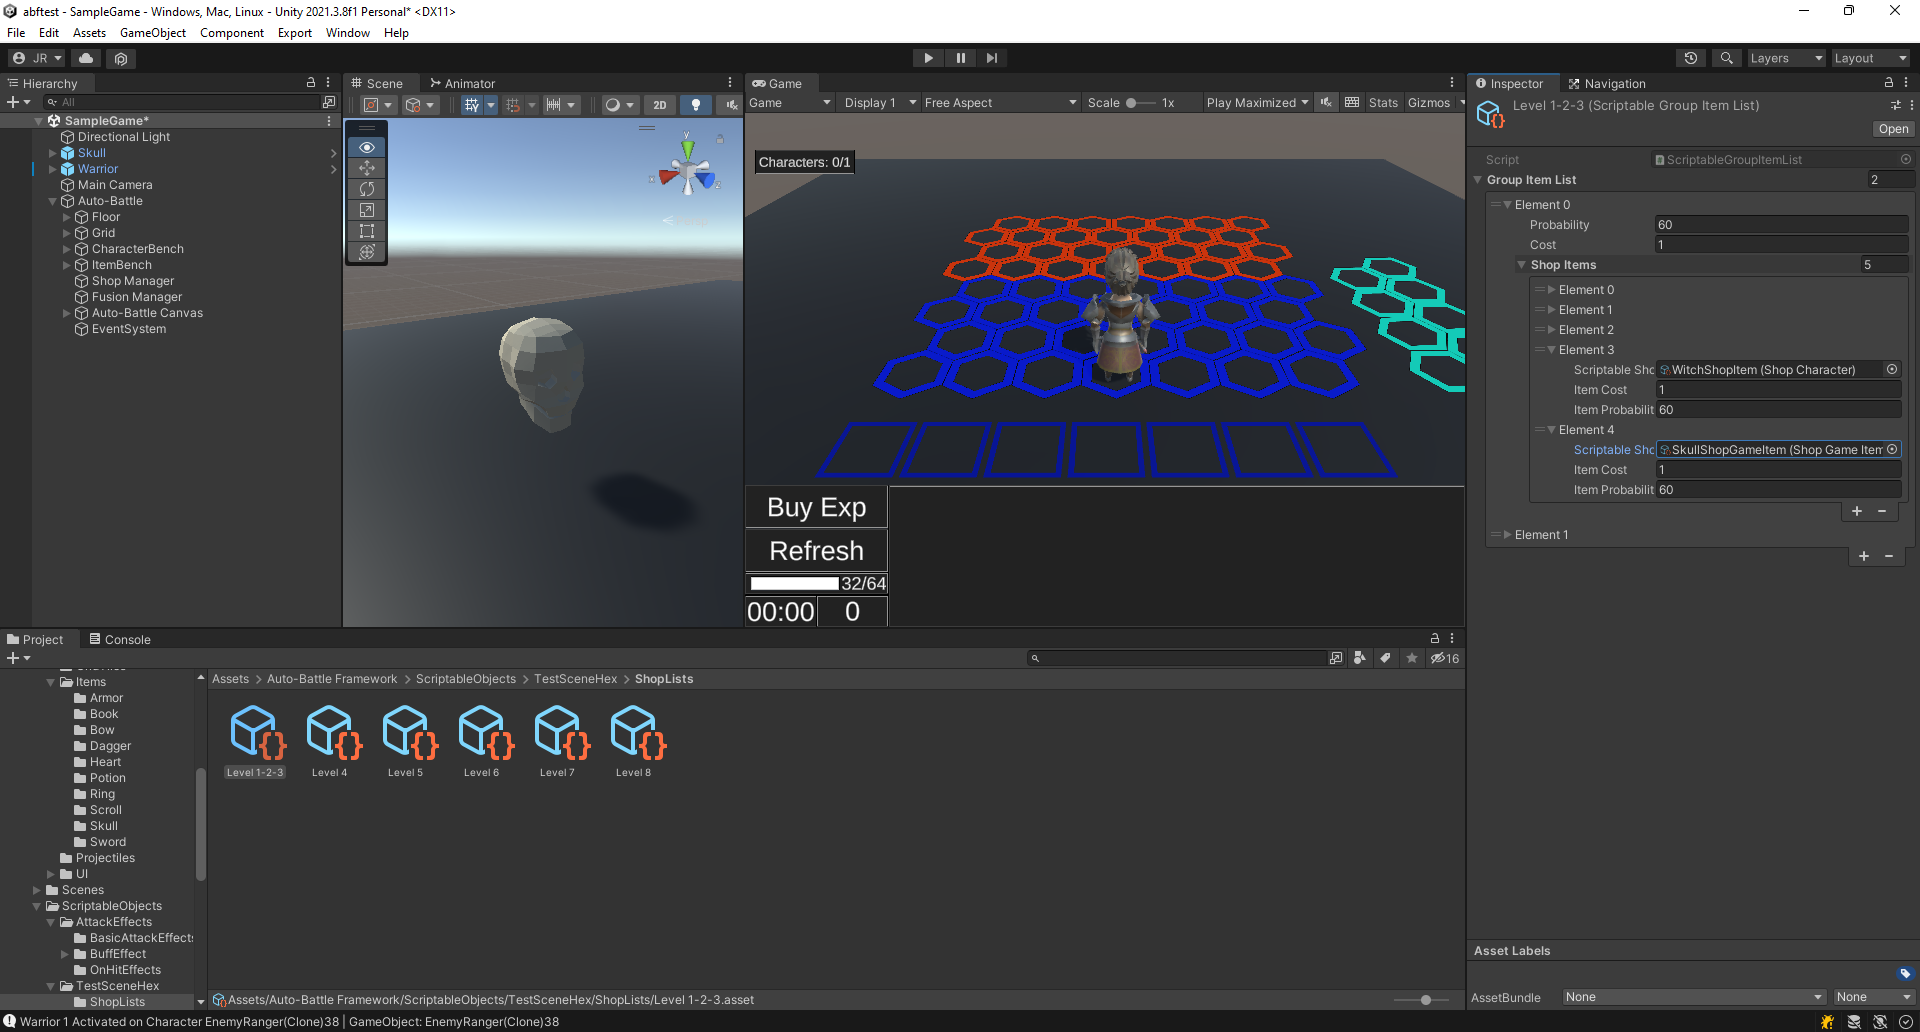 abftest - SampleGame - Windows, Mac, Linux - Unity 2021.3.8f1 Personal* <DX11>
File Edit Assets GameObject Component Export Window Help
JR Layers Layout
Hierarchy
All
SampleGame*
Directional Light
Skull
Warrior
Main Camera
Auto-Battle
Floor
Grid
CharacterBench
ItemBench
Shop Manager
Fusion Manager
Auto-Battle Canvas
EventSystem
Scene Animator
2D
y
x
z
Game
Game Display 1 Free Aspect Scale 1x Play Maximized Stats Gizmos
Characters: 0/1
Buy Exp
Refresh
32/64
00:00 0
Inspector Navigation
Level 1-2-3 (Scriptable Group Item List)
Open
Script ScriptableGroupItemList
Group Item List 2
Element 0
Probability 60
Cost 1
Shop Items 5
Element 0
Element 1
Element 2
Element 3
Scriptable Sho WitchShopItem (Shop Character)
Item Cost 1
Item Probabilit 60
Element 4
Scriptable Sho SkullShopGameItem (Shop Game Item
Item Cost 1
Item Probabilit 60
+ −
Element 1
+ −
Project Console
16
Items
Armor
Book
Bow
Dagger
Heart
Potion
Ring
Scroll
Skull
Sword
Projectiles
UI
Scenes
ScriptableObjects
AttackEffects
BasicAttackEffects
BuffEffect
OnHitEffects
TestSceneHex
ShopLists
Assets > Auto-Battle Framework > ScriptableObjects > TestSceneHex > ShopLists
Level 1-2-3 Level 4 Level 5 Level 6 Level 7 Level 8
Assets/Auto-Battle Framework/ScriptableObjects/TestSceneHex/ShopLists/Level 1-2-3.asset
Asset Labels
AssetBundle None None
Warrior 1 Activated on Character EnemyRanger(Clone)38 | GameObject: EnemyRanger(Clone)38